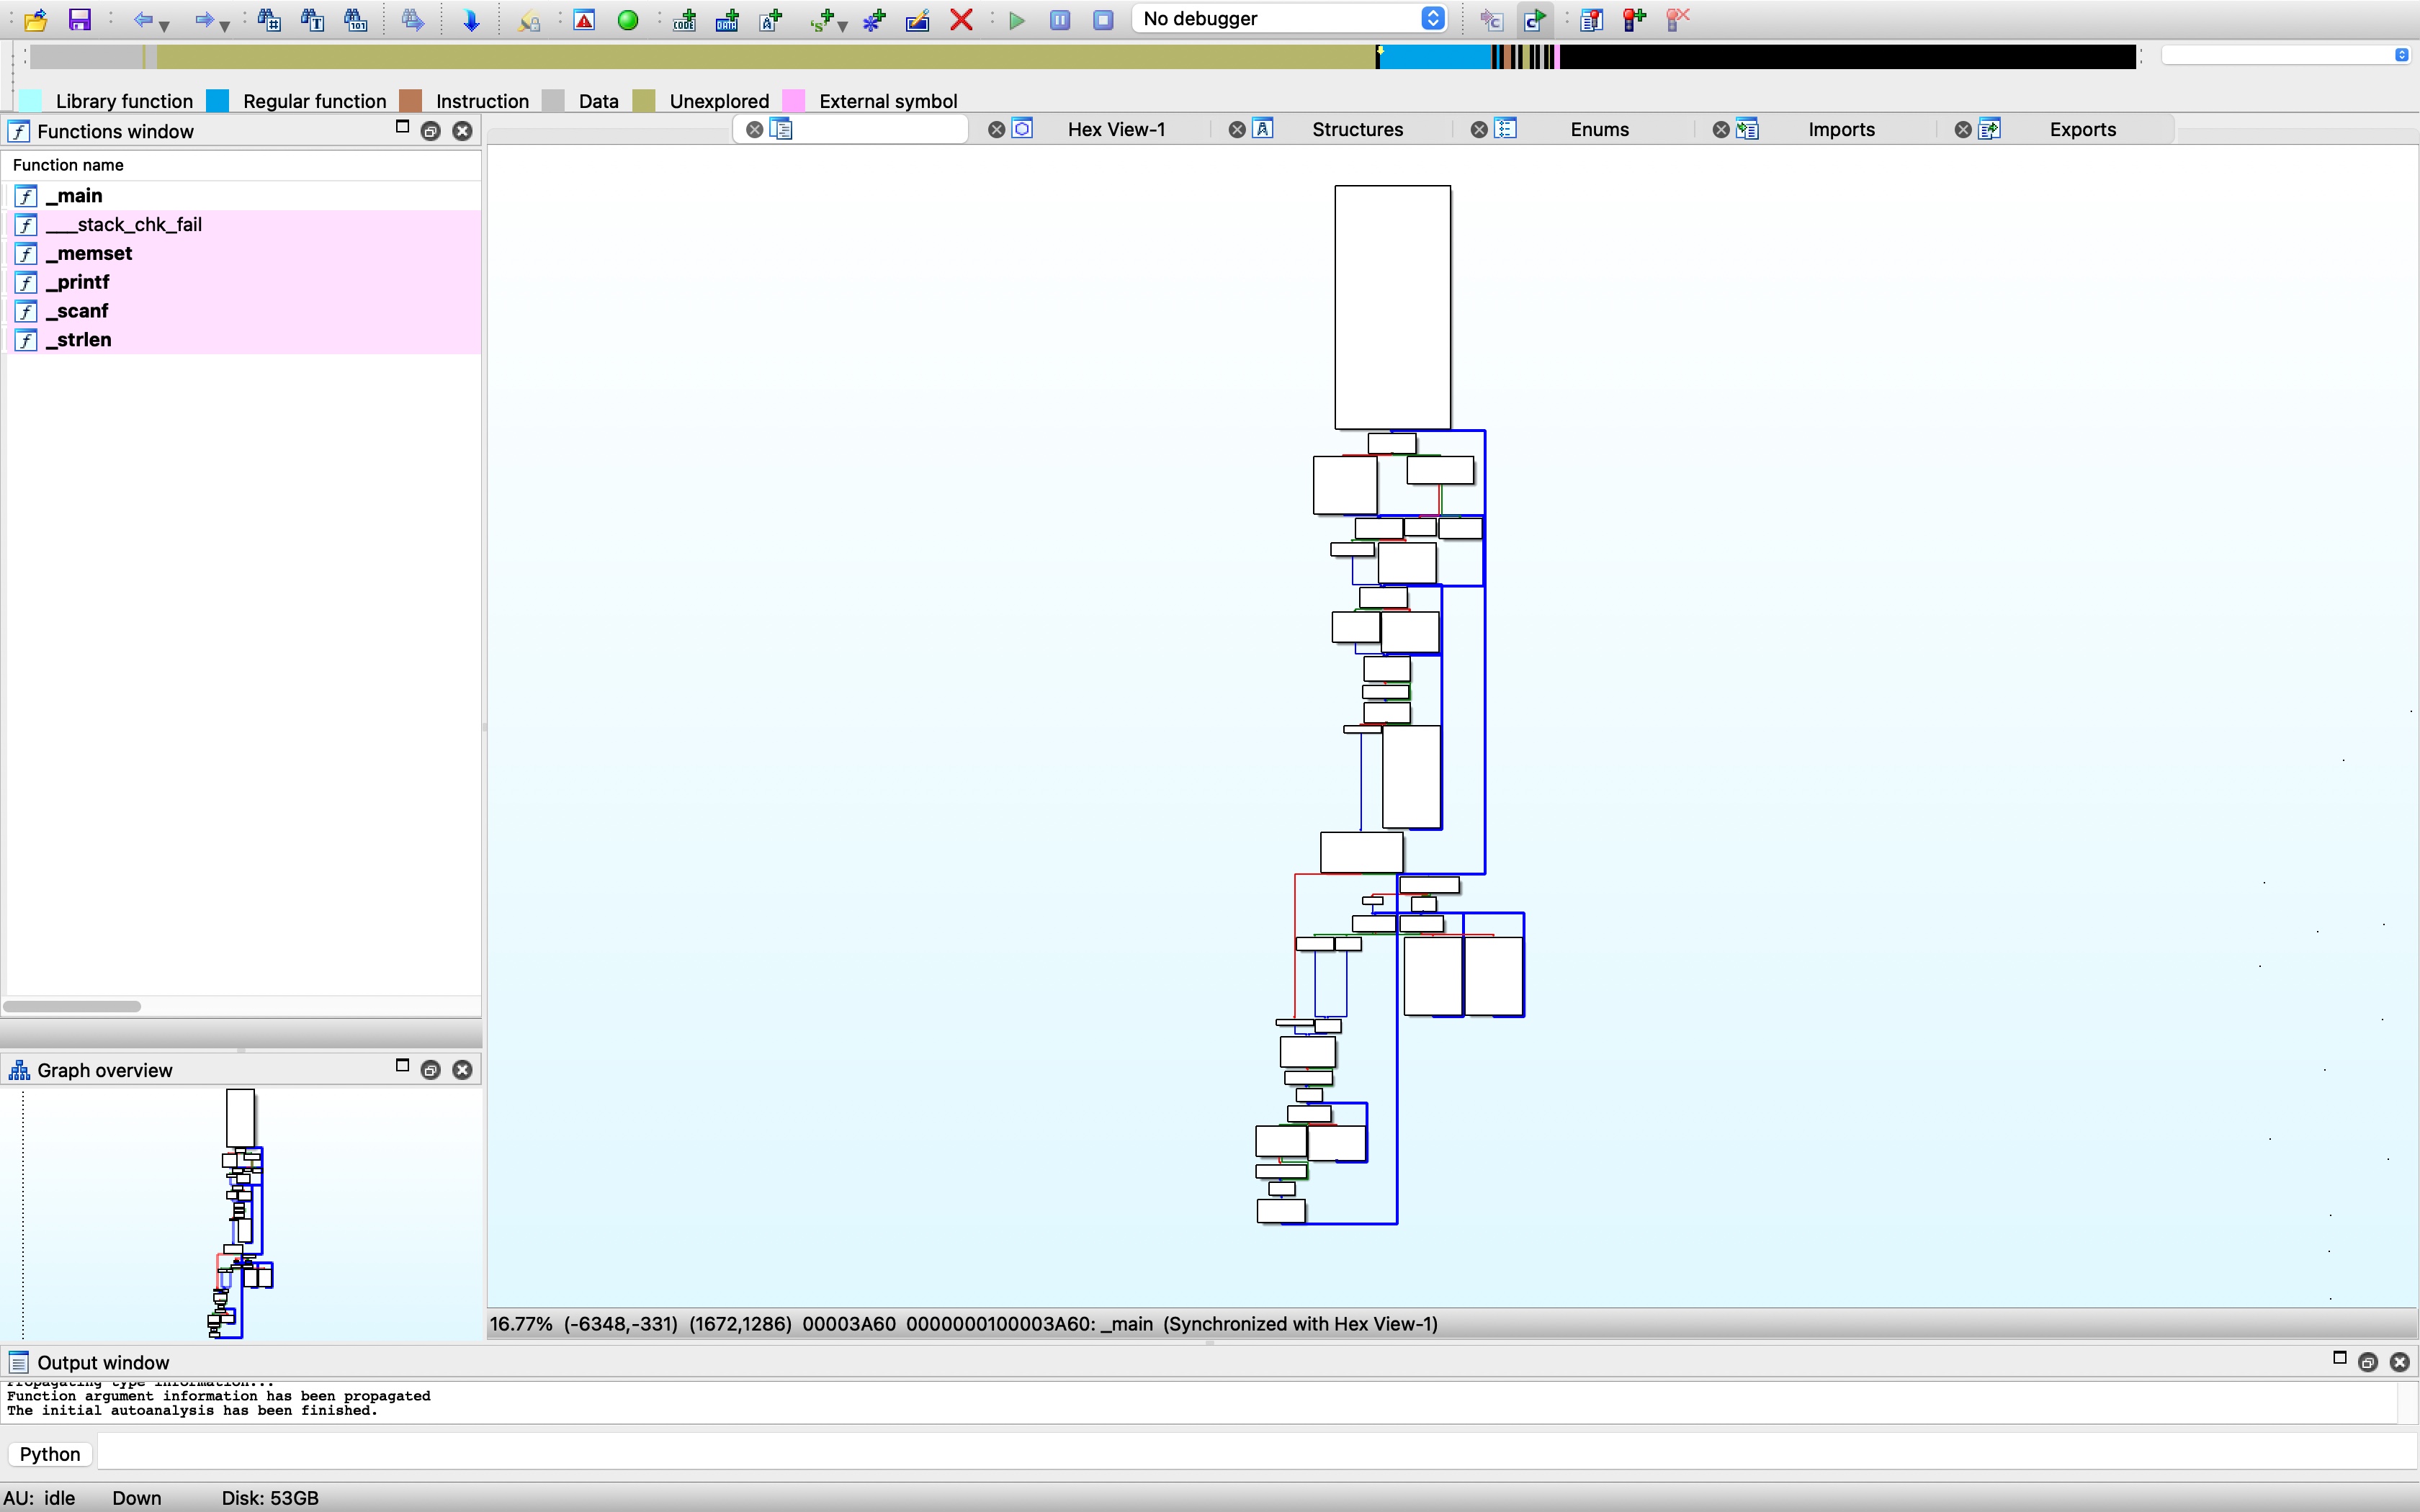 No debugger
Library function Regular function Instruction Data Unexplored External symbol
Functions window
Hex View-1 Structures Enums Imports Exports
Function name
_main
___stack_chk_fail
_memset
_printf
_scanf
_strlen
Graph overview
16.77% (-6348,-331) (1672,1286) 00003A60 0000000100003A60: _main (Synchronized with Hex View-1)
Output window
Propagating type information...
Function argument information has been propagated
The initial autoanalysis has been finished.
Python
AU: idle Down Disk: 53GB